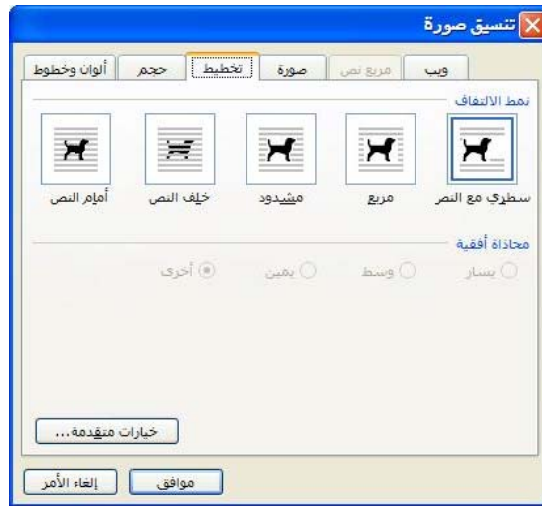 تنسيق صورة
ألوان وخطوط حجم تخطيط صورة مربع نص ويب
نمط الالتفاف
سطري مع النص مربع مشدود خلف النص أمام النص
محاذاة أفقية
يسار وسط يمين أخرى
خيارات متقدمة...
موافق إلغاء الأمر